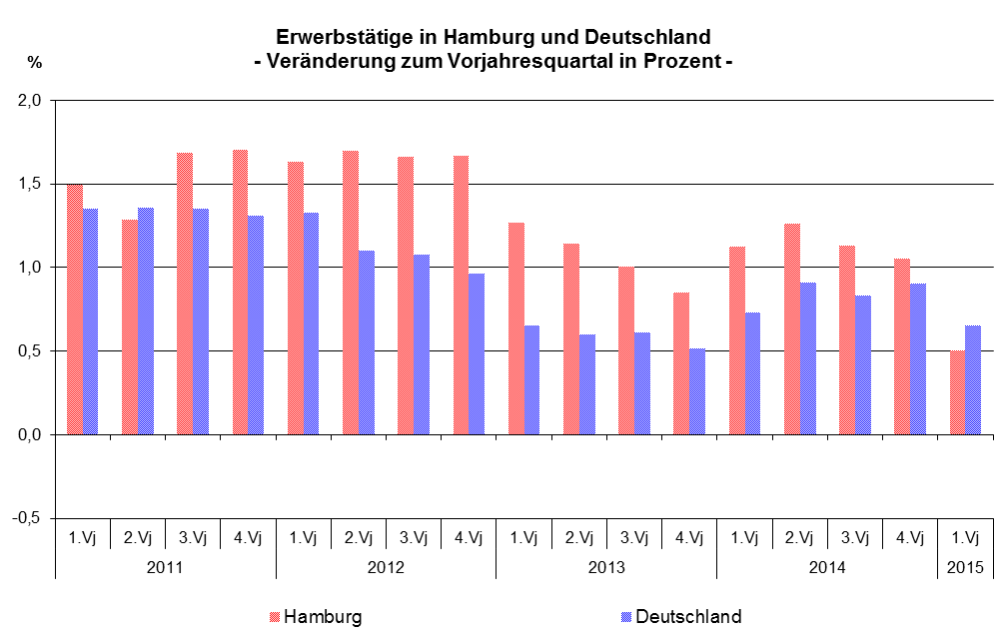 Erwerbstätige in Hamburg und Deutschland
- Veränderung zum Vorjahresquartal in Prozent -
%
2,0
1,5
1,0
0,5
0,0
-0,5
1.Vj 2.Vj 3.Vj 4.Vj 1.Vj 2.Vj 3.Vj 4.Vj 1.Vj 2.Vj 3.Vj 4.Vj 1.Vj 2.Vj 3.Vj 4.Vj 1.Vj
2011 2012 2013 2014 2015
Hamburg Deutschland